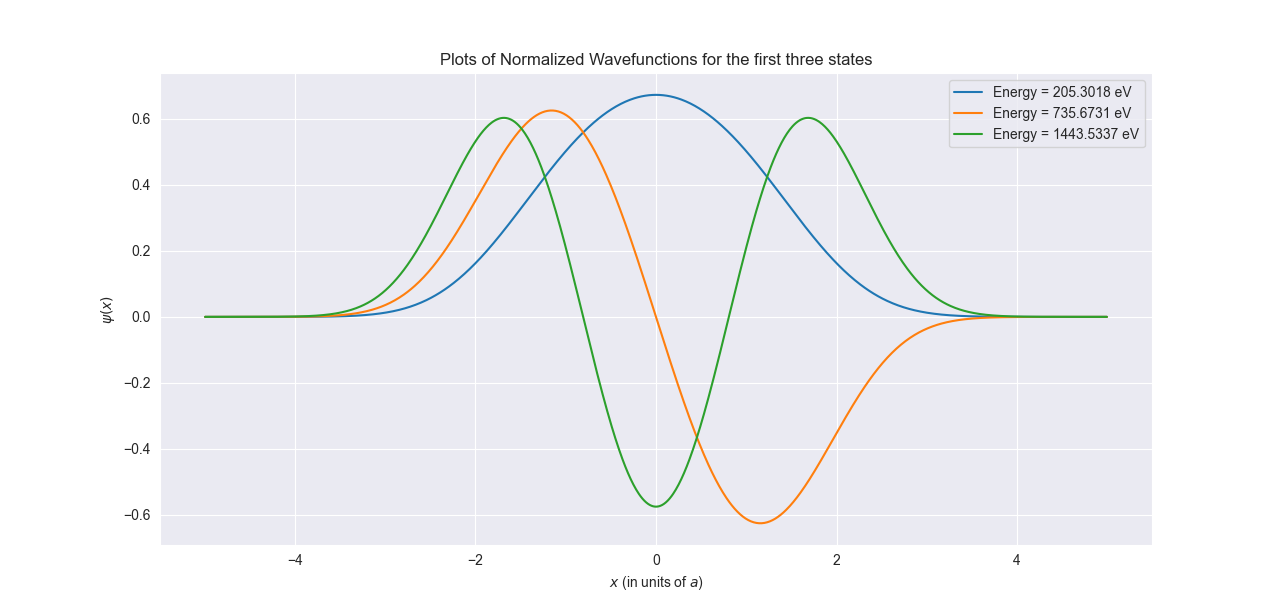 Plots of Normalized Wavefunctions for the first three states
Energy = 205.3018 eV
Energy = 735.6731 eV
Energy = 1443.5337 eV
ψ(x)
0.6
0.4
0.2
0.0
−0.2
−0.4
−0.6
−4 −2 0 2 4
x (in units of a)